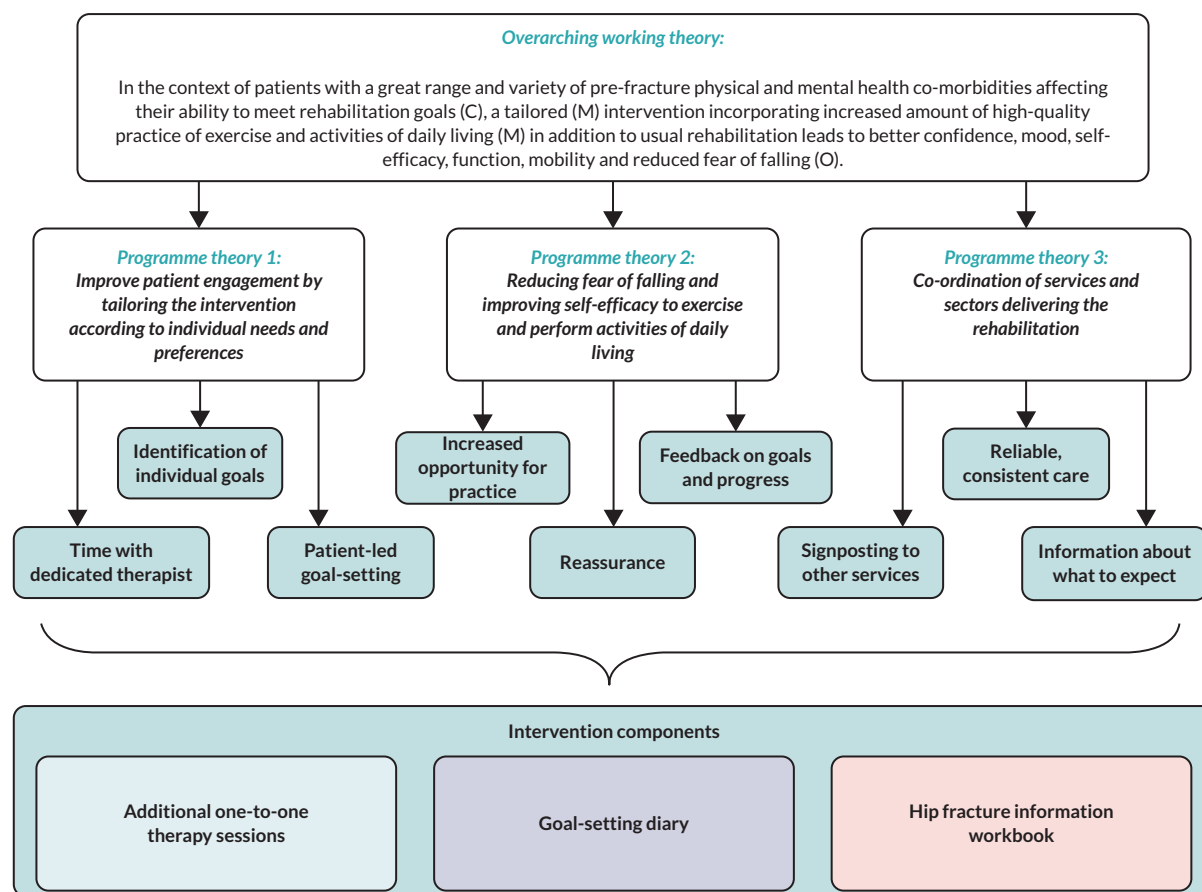 Overarching working theory:
In the context of patients with a great range and variety of pre-fracture physical and mental health co-morbidities affecting
their ability to meet rehabilitation goals (C), a tailored (M) intervention incorporating increased amount of high-quality
practice of exercise and activities of daily living (M) in addition to usual rehabilitation leads to better confidence, mood, self-
efficacy, function, mobility and reduced fear of falling (O).
Programme theory 1:
Improve patient engagement by
tailoring the intervention
according to individual needs and
preferences
Programme theory 2:
Reducing fear of falling and
improving self-efficacy to exercise
and perform activities of daily
living
Programme theory 3:
Co-ordination of services and
sectors delivering the
rehabilitation
Identification of
individual goals
Increased
opportunity for
practice
Feedback on goals
and progress
Reliable,
consistent care
Time with
dedicated therapist
Patient-led
goal-setting
Reassurance
Signposting to
other services
Information about
what to expect
Intervention components
Additional one-to-one
therapy sessions
Goal-setting diary
Hip fracture information
workbook